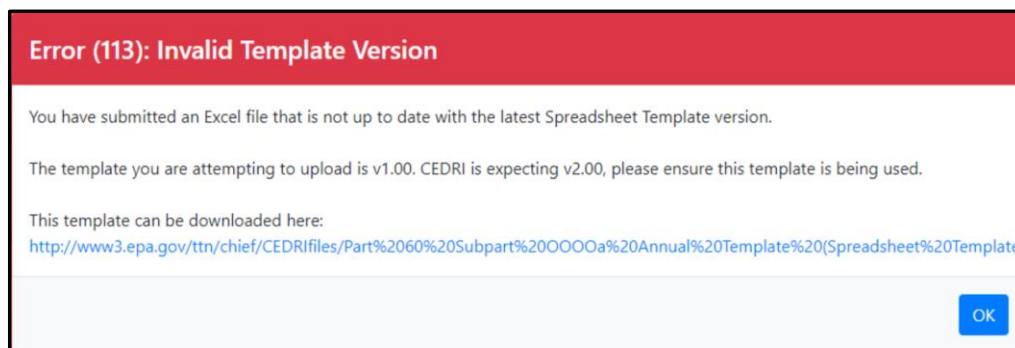 Error (113): Invalid Template Version
You have submitted an Excel file that is not up to date with the latest Spreadsheet Template version.
The template you are attempting to upload is v1.00. CEDRI is expecting v2.00, please ensure this template is being used.
This template can be downloaded here:
http://www3.epa.gov/ttn/chief/CEDRIfiles/Part%2060%20Subpart%20OOOOa%20Annual%20Template%20(Spreadsheet%20Template
OK